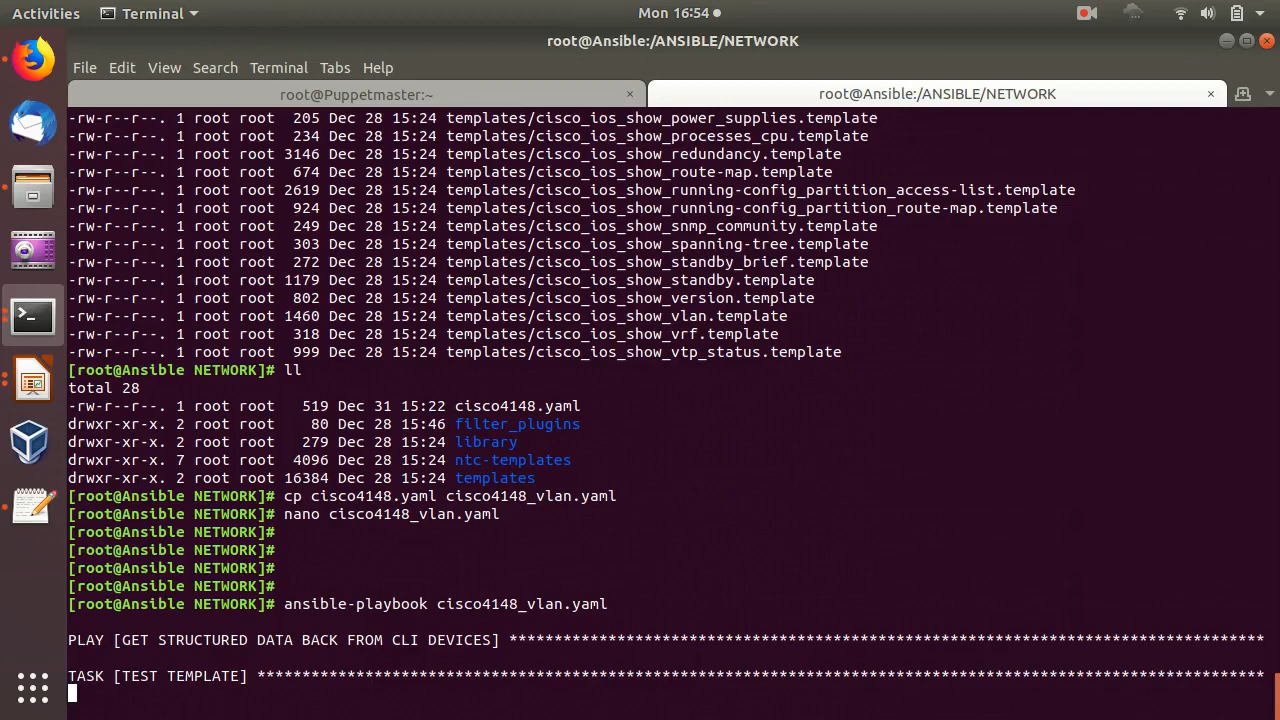 Activities Terminal Mon 16:54
root@Ansible:/ANSIBLE/NETWORK
File Edit View Search Terminal Tabs Help
root@Puppetmaster:~ × root@Ansible:/ANSIBLE/NETWORK ×
-rw-r--r--. 1 root root 205 Dec 28 15:24 templates/cisco_ios_show_power_supplies.template
-rw-r--r--. 1 root root 234 Dec 28 15:24 templates/cisco_ios_show_processes_cpu.template
-rw-r--r--. 1 root root 3146 Dec 28 15:24 templates/cisco_ios_show_redundancy.template
-rw-r--r--. 1 root root 674 Dec 28 15:24 templates/cisco_ios_show_route-map.template
-rw-r--r--. 1 root root 2619 Dec 28 15:24 templates/cisco_ios_show_running-config_partition_access-list.template
-rw-r--r--. 1 root root 924 Dec 28 15:24 templates/cisco_ios_show_running-config_partition_route-map.template
-rw-r--r--. 1 root root 249 Dec 28 15:24 templates/cisco_ios_show_snmp_community.template
-rw-r--r--. 1 root root 303 Dec 28 15:24 templates/cisco_ios_show_spanning-tree.template
-rw-r--r--. 1 root root 272 Dec 28 15:24 templates/cisco_ios_show_standby_brief.template
-rw-r--r--. 1 root root 1179 Dec 28 15:24 templates/cisco_ios_show_standby.template
-rw-r--r--. 1 root root 802 Dec 28 15:24 templates/cisco_ios_show_version.template
-rw-r--r--. 1 root root 1460 Dec 28 15:24 templates/cisco_ios_show_vlan.template
-rw-r--r--. 1 root root 318 Dec 28 15:24 templates/cisco_ios_show_vrf.template
-rw-r--r--. 1 root root 999 Dec 28 15:24 templates/cisco_ios_show_vtp_status.template
[root@Ansible NETWORK]# ll
total 28
-rw-r--r--. 1 root root 519 Dec 31 15:22 cisco4148.yaml
drwxr-xr-x. 2 root root 80 Dec 28 15:46 filter_plugins
drwxr-xr-x. 2 root root 279 Dec 28 15:24 library
drwxr-xr-x. 7 root root 4096 Dec 28 15:24 ntc-templates
drwxr-xr-x. 2 root root 16384 Dec 28 15:24 templates
[root@Ansible NETWORK]# cp cisco4148.yaml cisco4148_vlan.yaml
[root@Ansible NETWORK]# nano cisco4148_vlan.yaml
[root@Ansible NETWORK]#
[root@Ansible NETWORK]#
[root@Ansible NETWORK]#
[root@Ansible NETWORK]#
[root@Ansible NETWORK]# ansible-playbook cisco4148_vlan.yaml
PLAY [GET STRUCTURED DATA BACK FROM CLI DEVICES] ************************************************************************************
TASK [TEST TEMPLATE] ****************************************************************************************************************